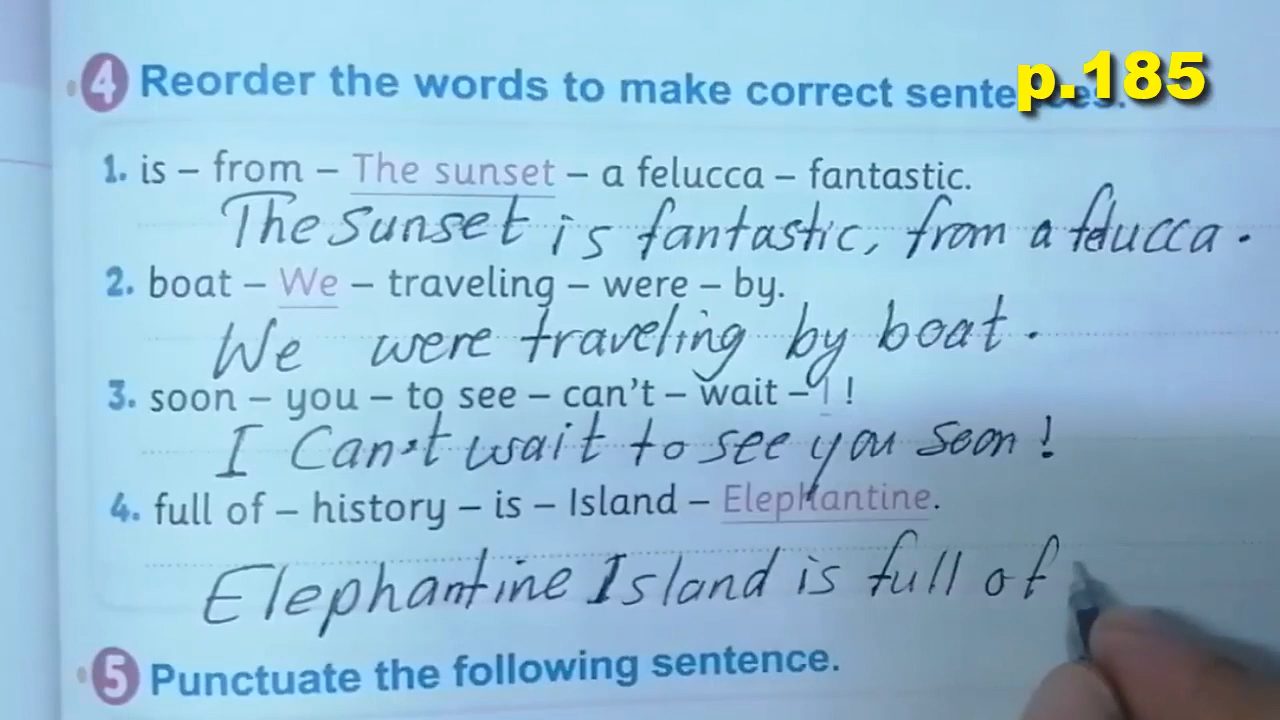 4 Reorder the words to make correct sentences.
p.185
1. is – from – The sunset – a felucca – fantastic.
The sunset is fantastic, from a felucca.
2. boat – We – traveling – were – by.
We were traveling by boat.
3. soon – you – to see – can't – wait – I !
I Can't wait to see you soon!
4. full of – history – is – Island – Elephantine.
Elephantine Island is full of
5 Punctuate the following sentence.